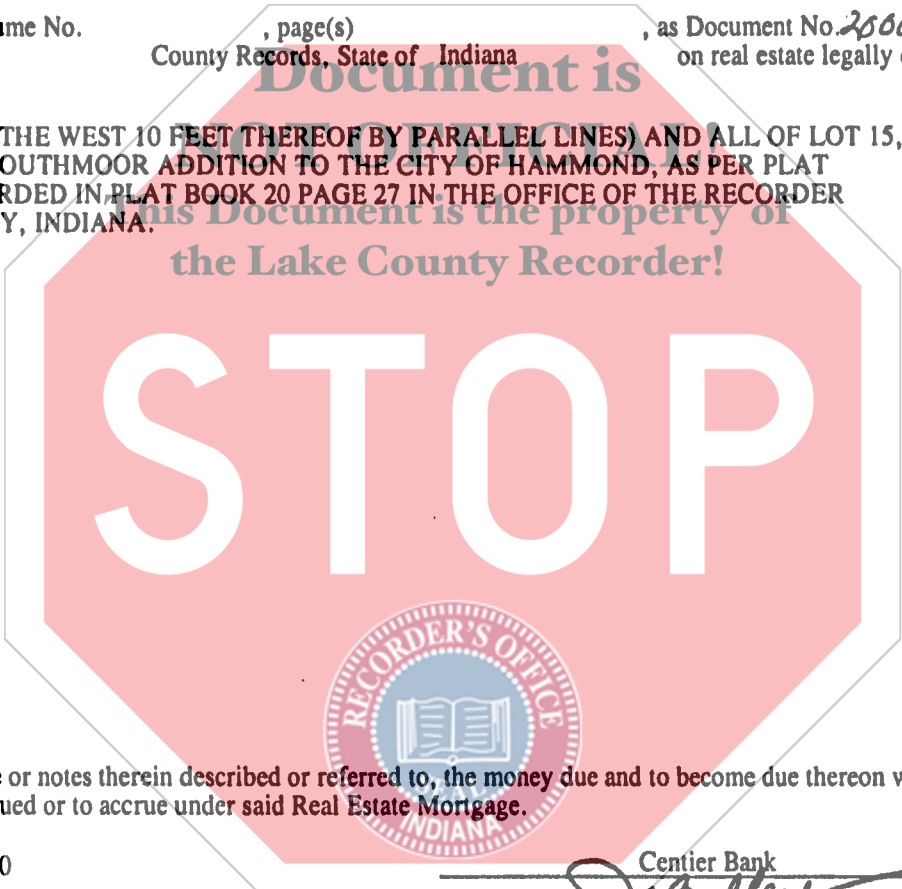 ume No. , page(s) , as Document No.
County Records, State of Indiana on real estate legally
Document is
NOT OFFICIAL!
THE WEST 10 FEET THEREOF BY PARALLEL LINES) AND ALL OF LOT 15,
OUTHMOOR ADDITION TO THE CITY OF HAMMOND, AS PER PLAT
RDED IN PLAT BOOK 20 PAGE 27 IN THE OFFICE OF THE RECORDER
Y, INDIANA.
This Document is the property of
the Lake County Recorder!
STOP
RECORDER'S OFFICE
SEAL
INDIANA
or notes therein described or referred to, the money due and to become due thereon
ued or to accrue under said Real Estate Mortgage.
0
Centier Bank